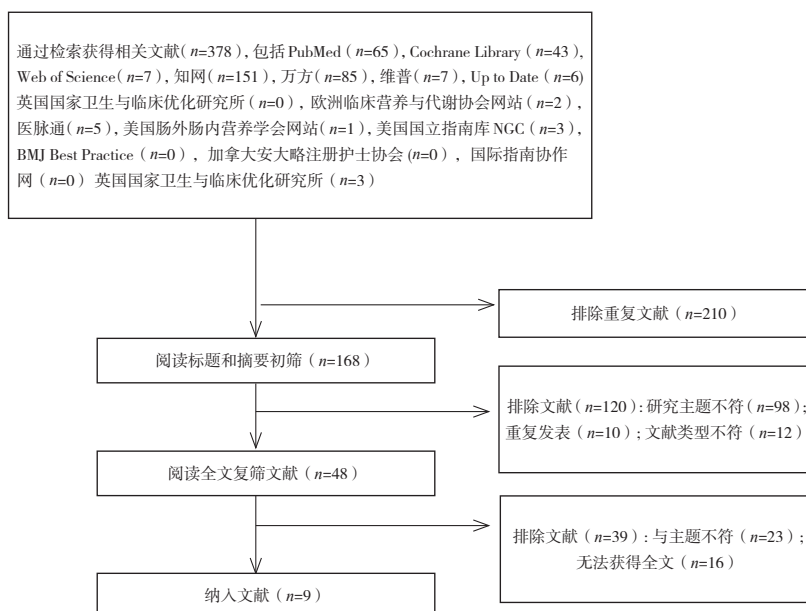 通过检索获得相关文献(n=378),包括PubMed(n=65),Cochrane Library(n=43),
Web of Science(n=7),知网(n=151),万方(n=85),维普(n=7),Up to Date(n=6)
英国国家卫生与临床优化研究所(n=0),欧洲临床营养与代谢协会网站(n=2),
医脉通(n=5),美国肠外肠内营养学会网站(n=1),美国国立指南库NGC(n=3),
BMJ Best Practice(n=0),加拿大安大略注册护士协会(n=0),国际指南协作
网(n=0) 英国国家卫生与临床优化研究所(n=3)
排除重复文献(n=210)
阅读标题和摘要初筛(n=168)
排除文献(n=120):研究主题不符(n=98);
重复发表(n=10);文献类型不符(n=12)
阅读全文复筛文献(n=48)
排除文献(n=39):与主题不符(n=23);
无法获得全文(n=16)
纳入文献(n=9)